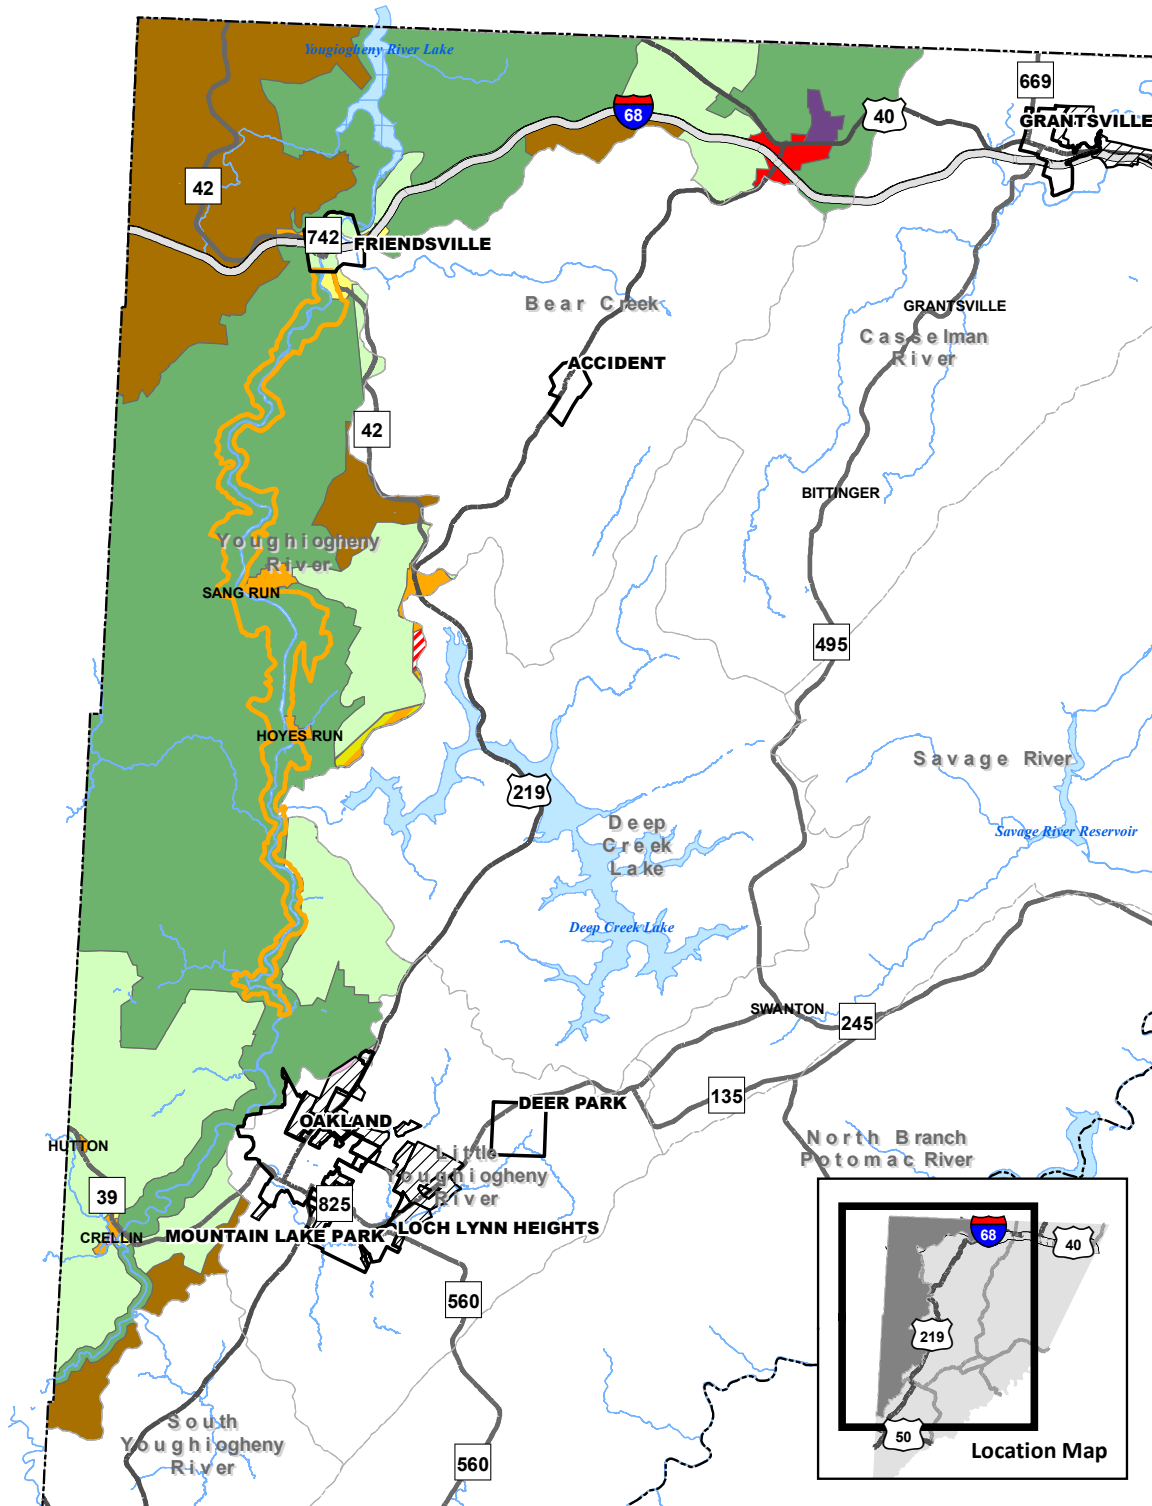 Yougiogheny River Lake
669
68
40
GRANTSVILLE
42
742
FRIENDSVILLE
Bear Creek
GRANTSVILLE
Casselman
River
ACCIDENT
42
BITTINGER
Youghiogheny
River
SANG RUN
495
HOYES RUN
Savage River
219
Deep
Creek
Lake
Savage River Reservoir
Deep Creek Lake
SWANTON
245
135
DEER PARK
OAKLAND
HUTTON
North Branch
Potomac River
Little
Youghiogheny
River
39
825
CRELLIN
MOUNTAIN LAKE PARK
LOCH LYNN HEIGHTS
68
40
560
219
South
Youghiogheny
River
50
Location Map
560